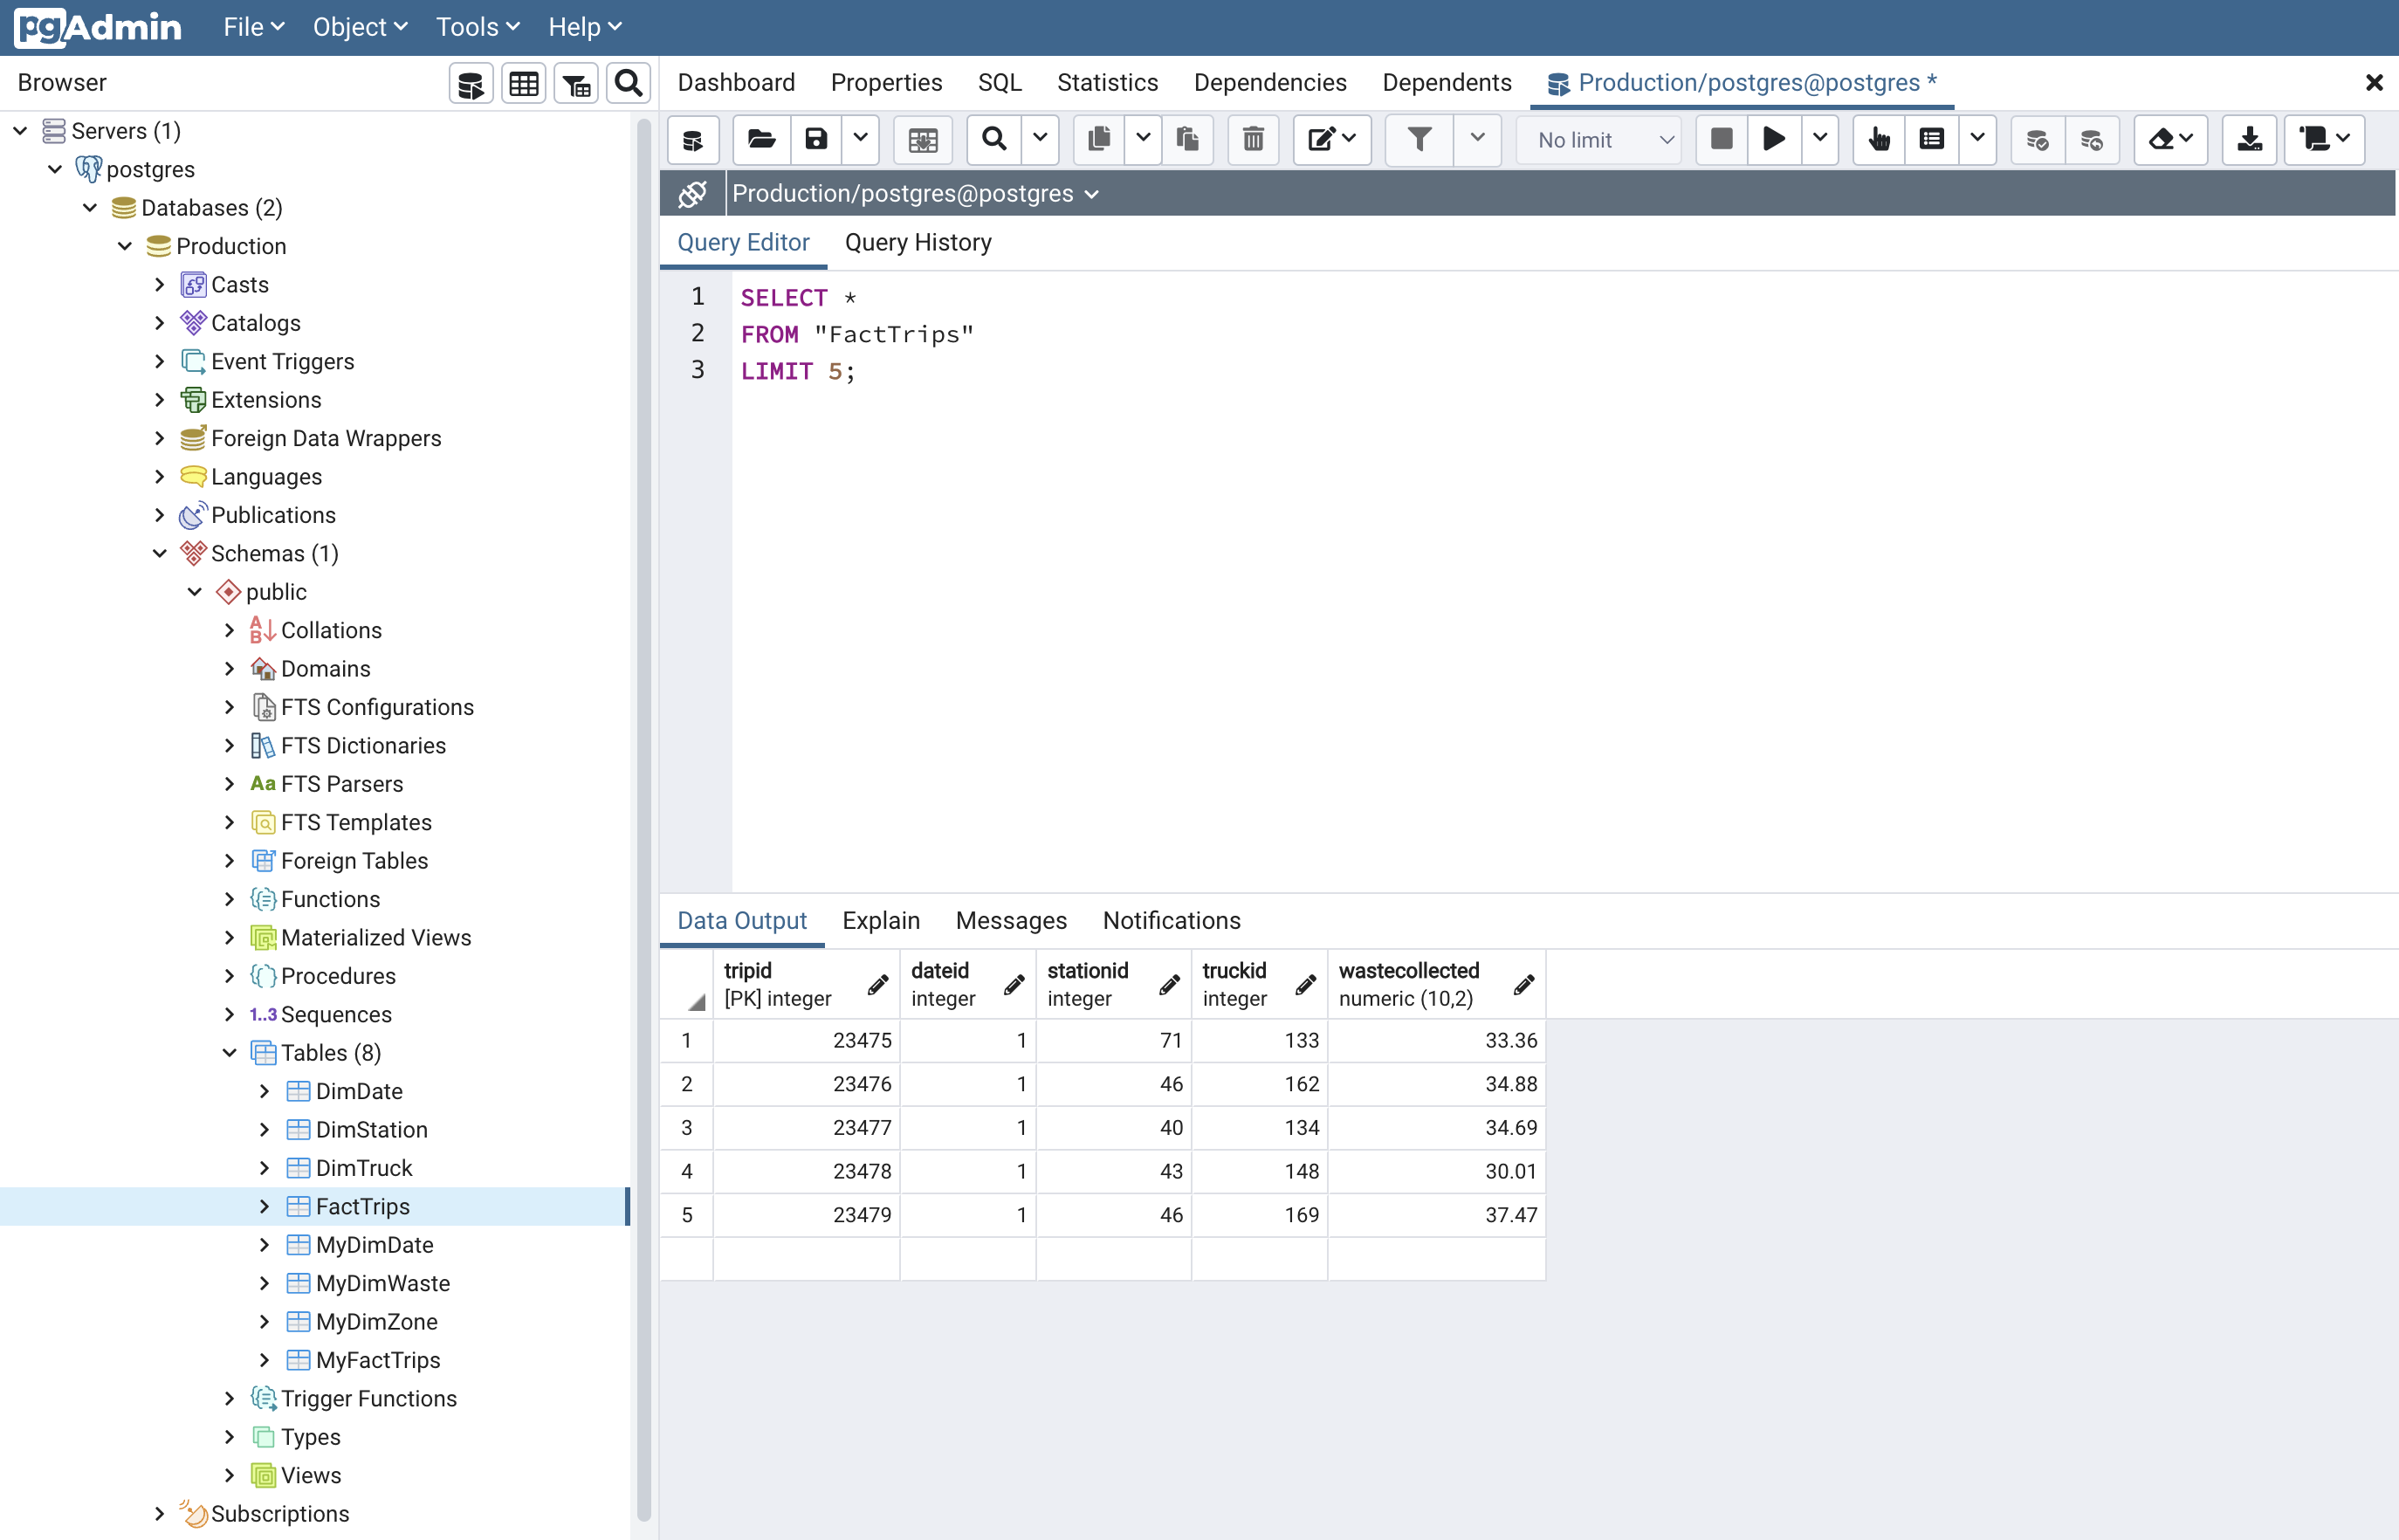 pgAdmin File Object Tools Help
Browser
Dashboard Properties SQL Statistics Dependencies Dependents Production/postgres@postgres *
Servers (1)
postgres
Databases (2)
Production
Casts
Catalogs
Event Triggers
Extensions
Foreign Data Wrappers
Languages
Publications
Schemas (1)
public
Collations
Domains
FTS Configurations
FTS Dictionaries
Aa FTS Parsers
FTS Templates
Foreign Tables
Functions
Materialized Views
Procedures
1..3 Sequences
Tables (8)
DimDate
DimStation
DimTruck
FactTrips
MyDimDate
MyDimWaste
MyDimZone
MyFactTrips
Trigger Functions
Types
Views
Subscriptions
No limit
Production/postgres@postgres
Query Editor Query History
1 SELECT *
2 FROM "FactTrips"
3 LIMIT 5;
Data Output Explain Messages Notifications
tripid dateid stationid truckid wastecollected
[PK] integer integer integer integer numeric (10,2)
1 23475 1 71 133 33.36
2 23476 1 46 162 34.88
3 23477 1 40 134 34.69
4 23478 1 43 148 30.01
5 23479 1 46 169 37.47